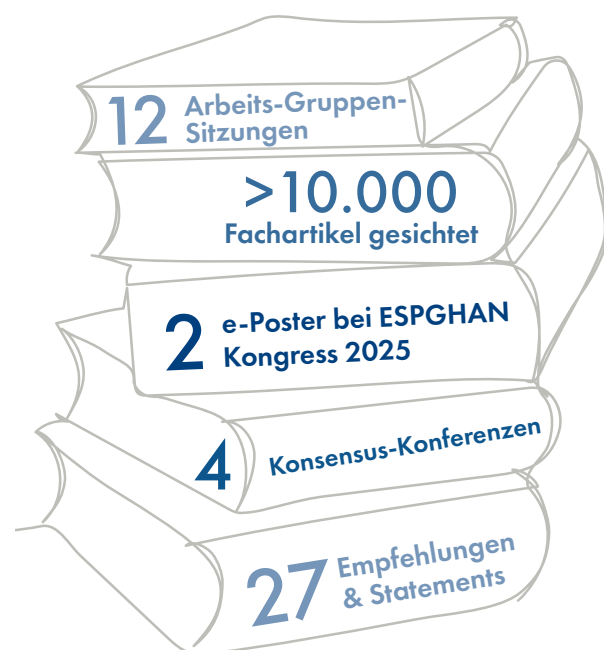 12 Arbeits-Gruppen-
Sitzungen
>10.000
Fachartikel gesichtet
2 e-Poster bei ESPGHAN
Kongress 2025
4 Konsensus-Konferenzen
27 Empfehlungen
& Statements